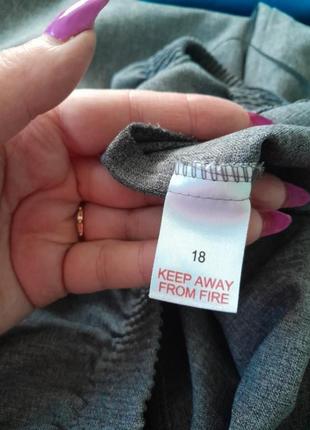 18
KEEP AWAY
FROM FIRE